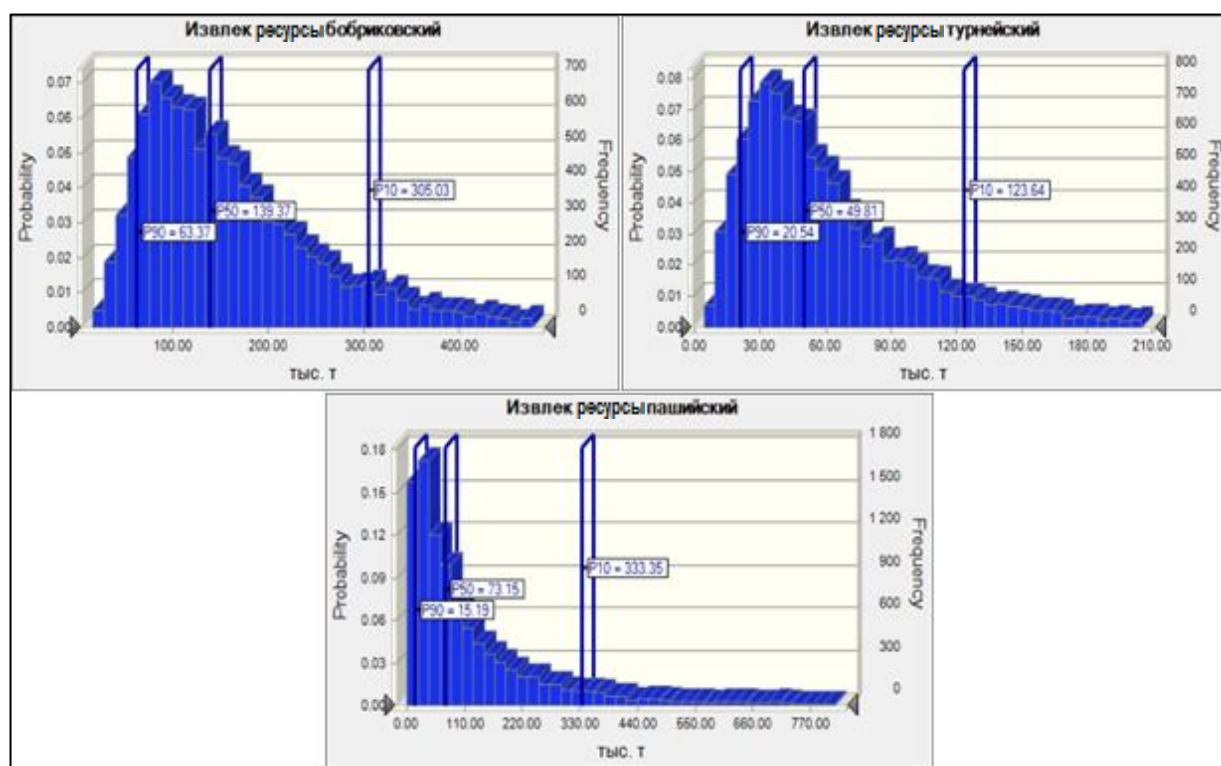 Извлек ресурсы бобриковский
Probability
0.07
0.06
0.05
0.04
0.03
0.02
0.01
0.00
P90 = 63.37
P50 = 139.37
P10 = 305.03
700
600
500
400
300
200
100
0
Frequency
100.00 200.00 300.00 400.00
тыс. т
Извлек ресурсы турнейский
Probability
0.08
0.07
0.06
0.05
0.04
0.03
0.02
0.01
0.00
P90 = 20.54
P50 = 49.81
P10 = 123.64
800
700
600
500
400
300
200
100
0
Frequency
0.00 30.00 60.00 90.00 120.00 150.00 180.00 210.00
тыс. т
Извлек ресурсы пашийский
Probability
0.18
0.15
0.12
0.09
0.06
0.03
0.00
P90 = 15.19
P50 = 73.15
P10 = 333.35
1 800
1 500
1 200
900
600
300
0
Frequency
0.00 110.00 220.00 330.00 440.00 550.00 660.00 770.00
тыс. т